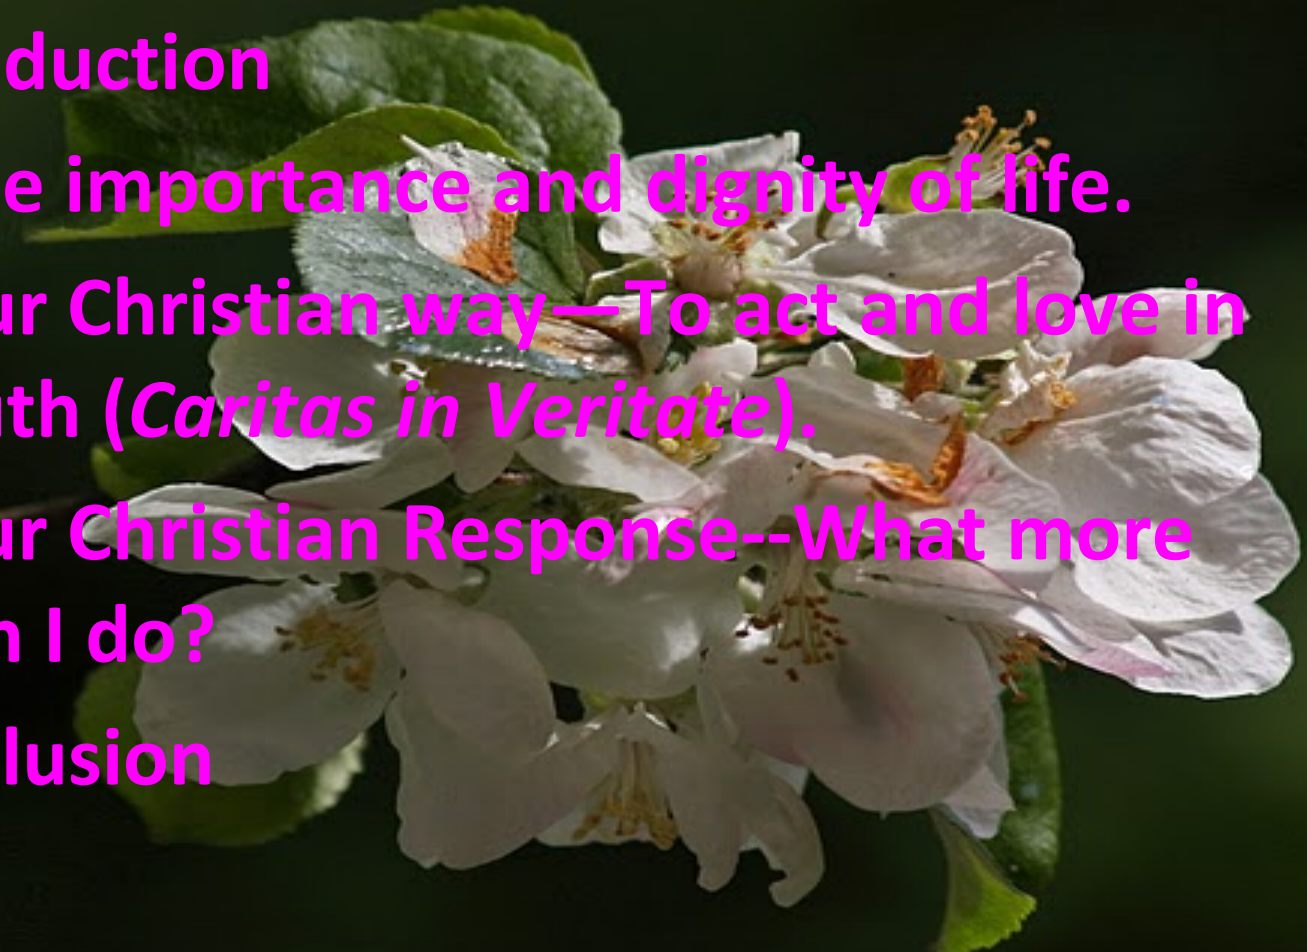 duction
e importance and dignity of life.
ur Christian way—To act and love in
th (Caritas in Veritate).
ur Christian Response--What more
n I do?
lusion